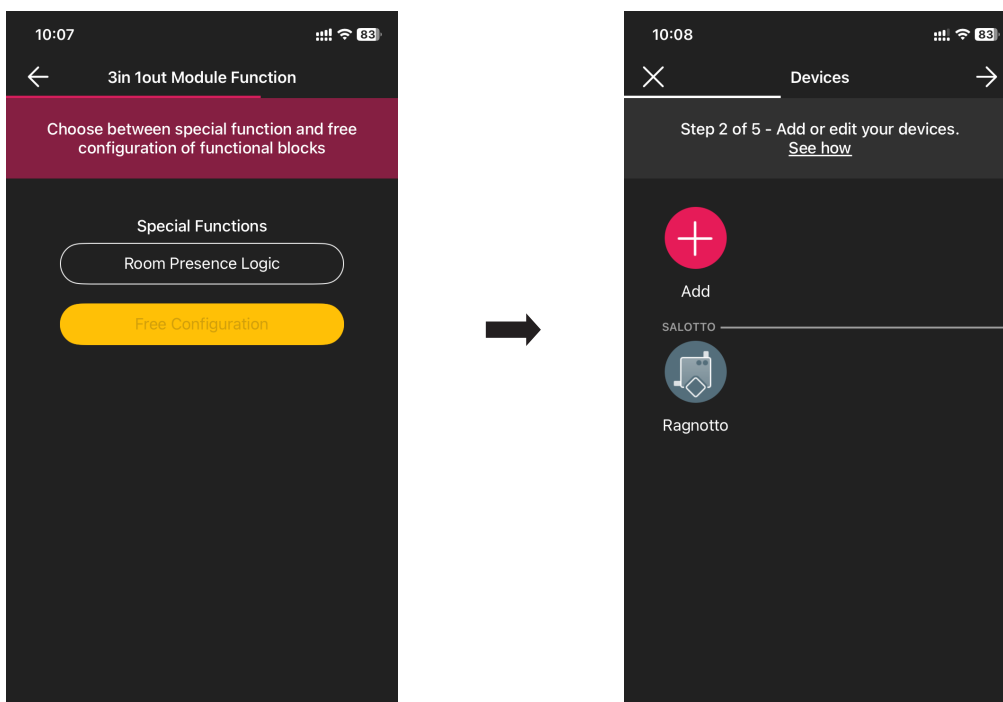 10:07
83
3in 1out Module Function
Choose between special function and free
configuration of functional blocks
Special Functions
Room Presence Logic
Free Configuration
10:08
83
Devices
Step 2 of 5 - Add or edit your devices.
See how
Add
SALOTTO
Ragnotto